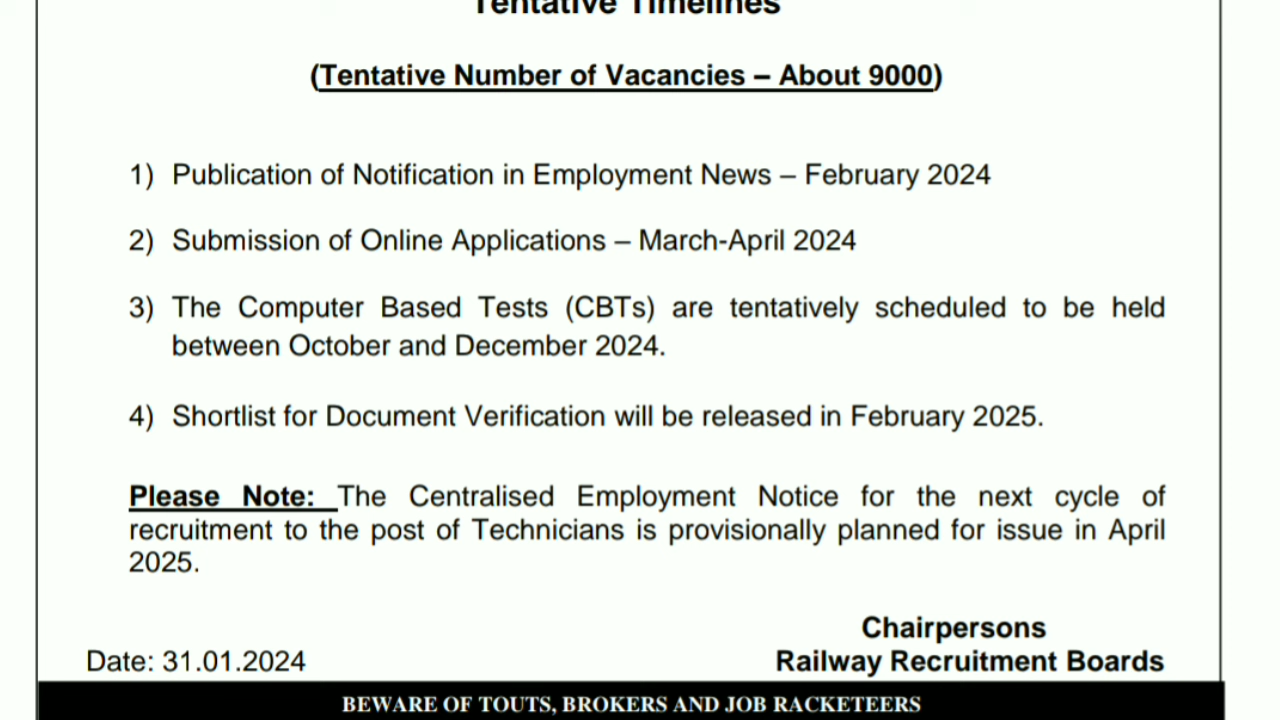 Tentative Timelines
(Tentative Number of Vacancies – About 9000)
1) Publication of Notification in Employment News – February 2024
2) Submission of Online Applications – March-April 2024
3) The Computer Based Tests (CBTs) are tentatively scheduled to be held
between October and December 2024.
4) Shortlist for Document Verification will be released in February 2025.
Please Note: The Centralised Employment Notice for the next cycle of
recruitment to the post of Technicians is provisionally planned for issue in April
2025.
Chairpersons
Date: 31.01.2024 Railway Recruitment Boards
BEWARE OF TOUTS, BROKERS AND JOB RACKETEERS